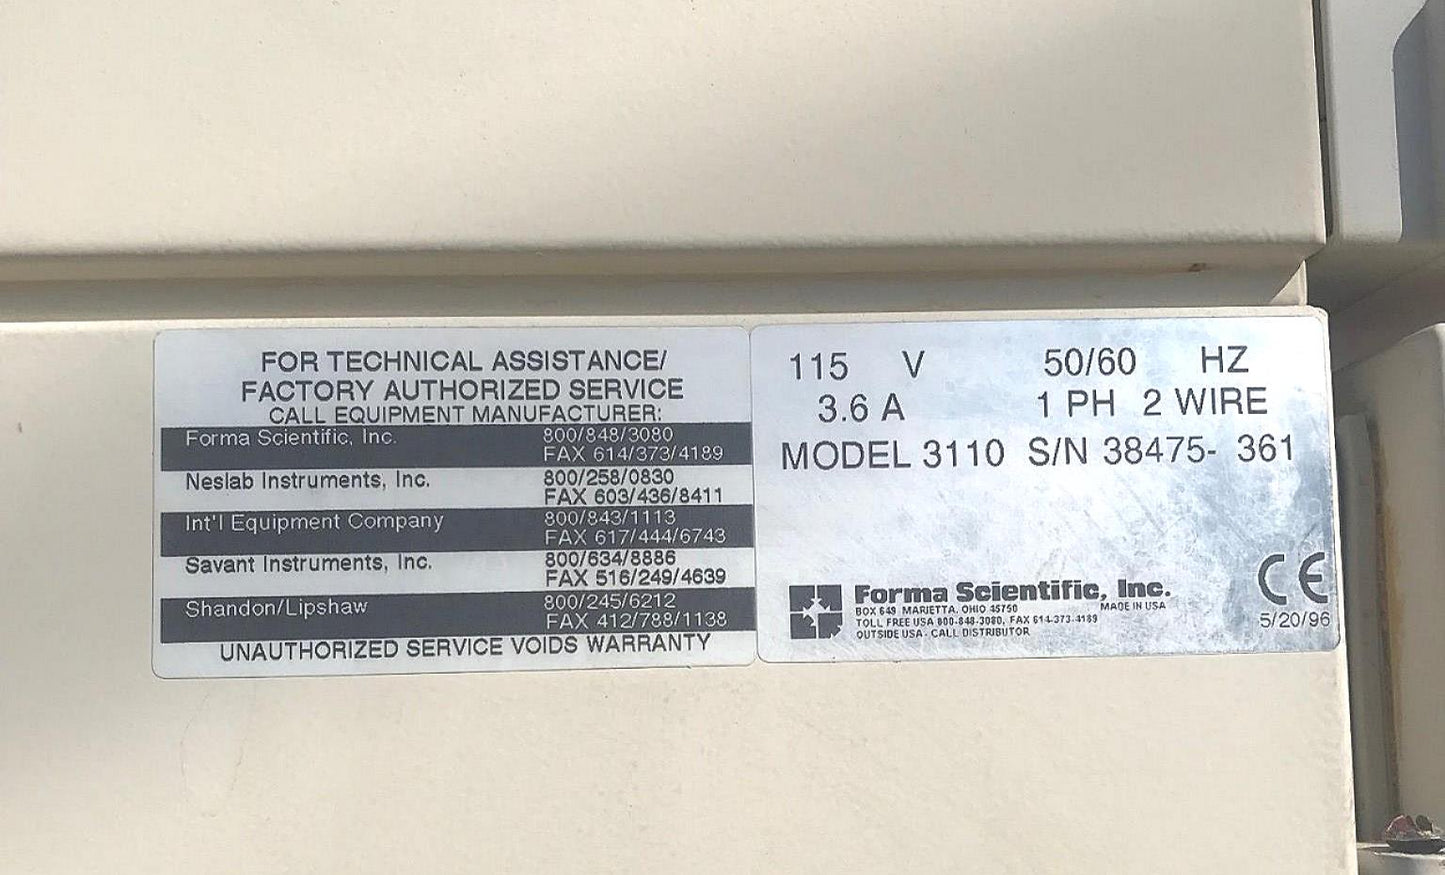 FOR TECHNICAL ASSISTANCE/
FACTORY AUTHORIZED SERVICE
CALL EQUIPMENT MANUFACTURER:
Forma Scientific, Inc. 800/848/3080
FAX 614/373/4189
Neslab Instruments, Inc. 800/258/0830
FAX 603/436/8411
Int'l Equipment Company 800/843/1113
FAX 617/444/6743
Savant Instruments, Inc. 800/634/8886
FAX 516/249/4639
Shandon/Lipshaw 800/245/6212
FAX 412/788/1138
UNAUTHORIZED SERVICE VOIDS WARRANTY
115 V 50/60 HZ
3.6 A 1 PH 2 WIRE
MODEL 3110 S/N 38475- 361
Forma Scientific, Inc.
BOX 649 MARIETTA, OHIO 45750 MADE IN USA
TOLL FREE USA 800-848-3080, FAX 614-373-4189
OUTSIDE USA - CALL DISTRIBUTOR
CE
5/20/96